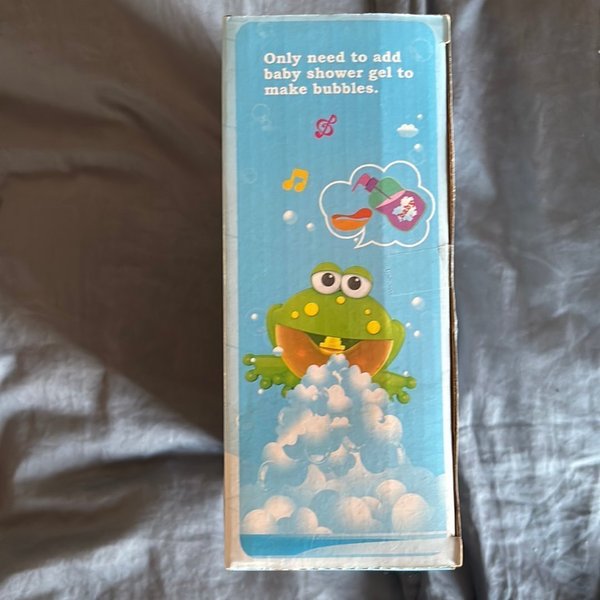 Only need to add
baby shower gel to
make bubbles.